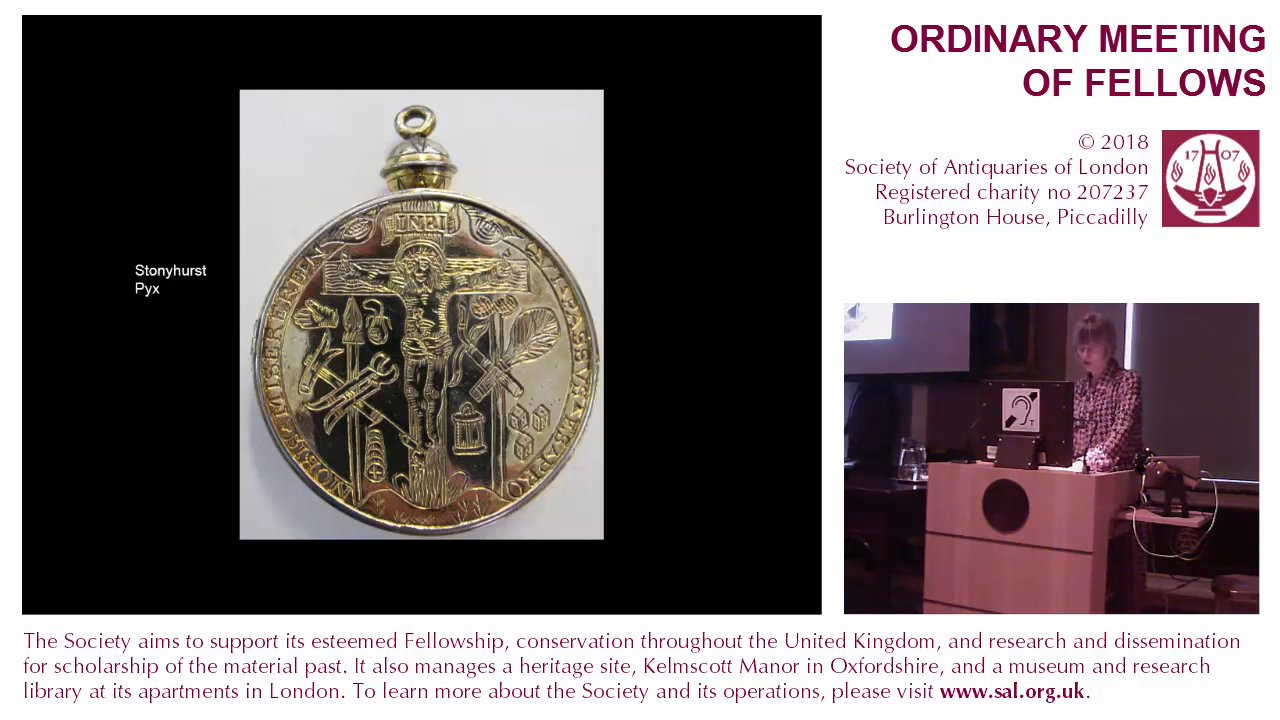 ORDINARY MEETING
OF FELLOWS
© 2018
Society of Antiquaries of London
Registered charity no 207237
Burlington House, Piccadilly
17 07
Stonyhurst
Pyx
INRI
NOBIS
T
The Society aims to support its esteemed Fellowship, conservation throughout the United Kingdom, and research and dissemination
for scholarship of the material past. It also manages a heritage site, Kelmscott Manor in Oxfordshire, and a museum and research
library at its apartments in London. To learn more about the Society and its operations, please visit www.sal.org.uk.